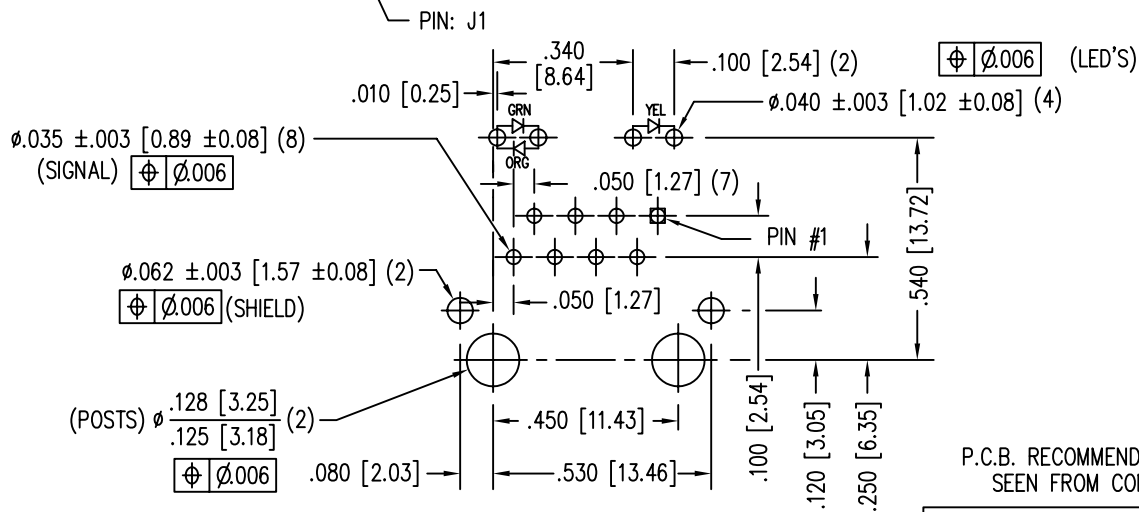 PIN: J1
.340
[8.64]
.100 [2.54] (2)
⌖ Ø.006 (LED'S)
.010 [0.25]
GRN
YEL
ø.040 ±.003 [1.02 ±0.08] (4)
ø.035 ±.003 [0.89 ±0.08] (8)
(SIGNAL) ⌖ Ø.006
ORG
.050 [1.27] (7)
PIN #1
.540 [13.72]
ø.062 ±.003 [1.57 ±0.08] (2)
⌖ Ø.006 (SHIELD)
.050 [1.27]
(POSTS) ø .128 [3.25] (2)
.125 [3.18]
⌖ Ø.006
.450 [11.43]
.080 [2.03]
.530 [13.46]
.100 [2.54]
.120 [3.05]
.250 [6.35]
P.C.B. RECOMMEND
SEEN FROM CO